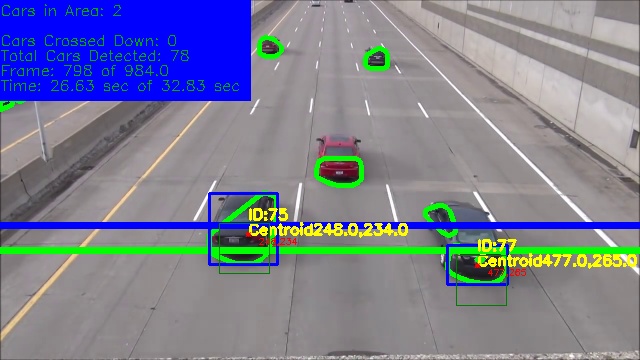 Cars in Area: 2
Cars Crossed Down: 0
Total Cars Detected: 78
Frame: 798 of 984.0
Time: 26.63 sec of 32.83 sec
ID:75
Centroid248.0,234.0
ID:77
Centroid477.0,265.0